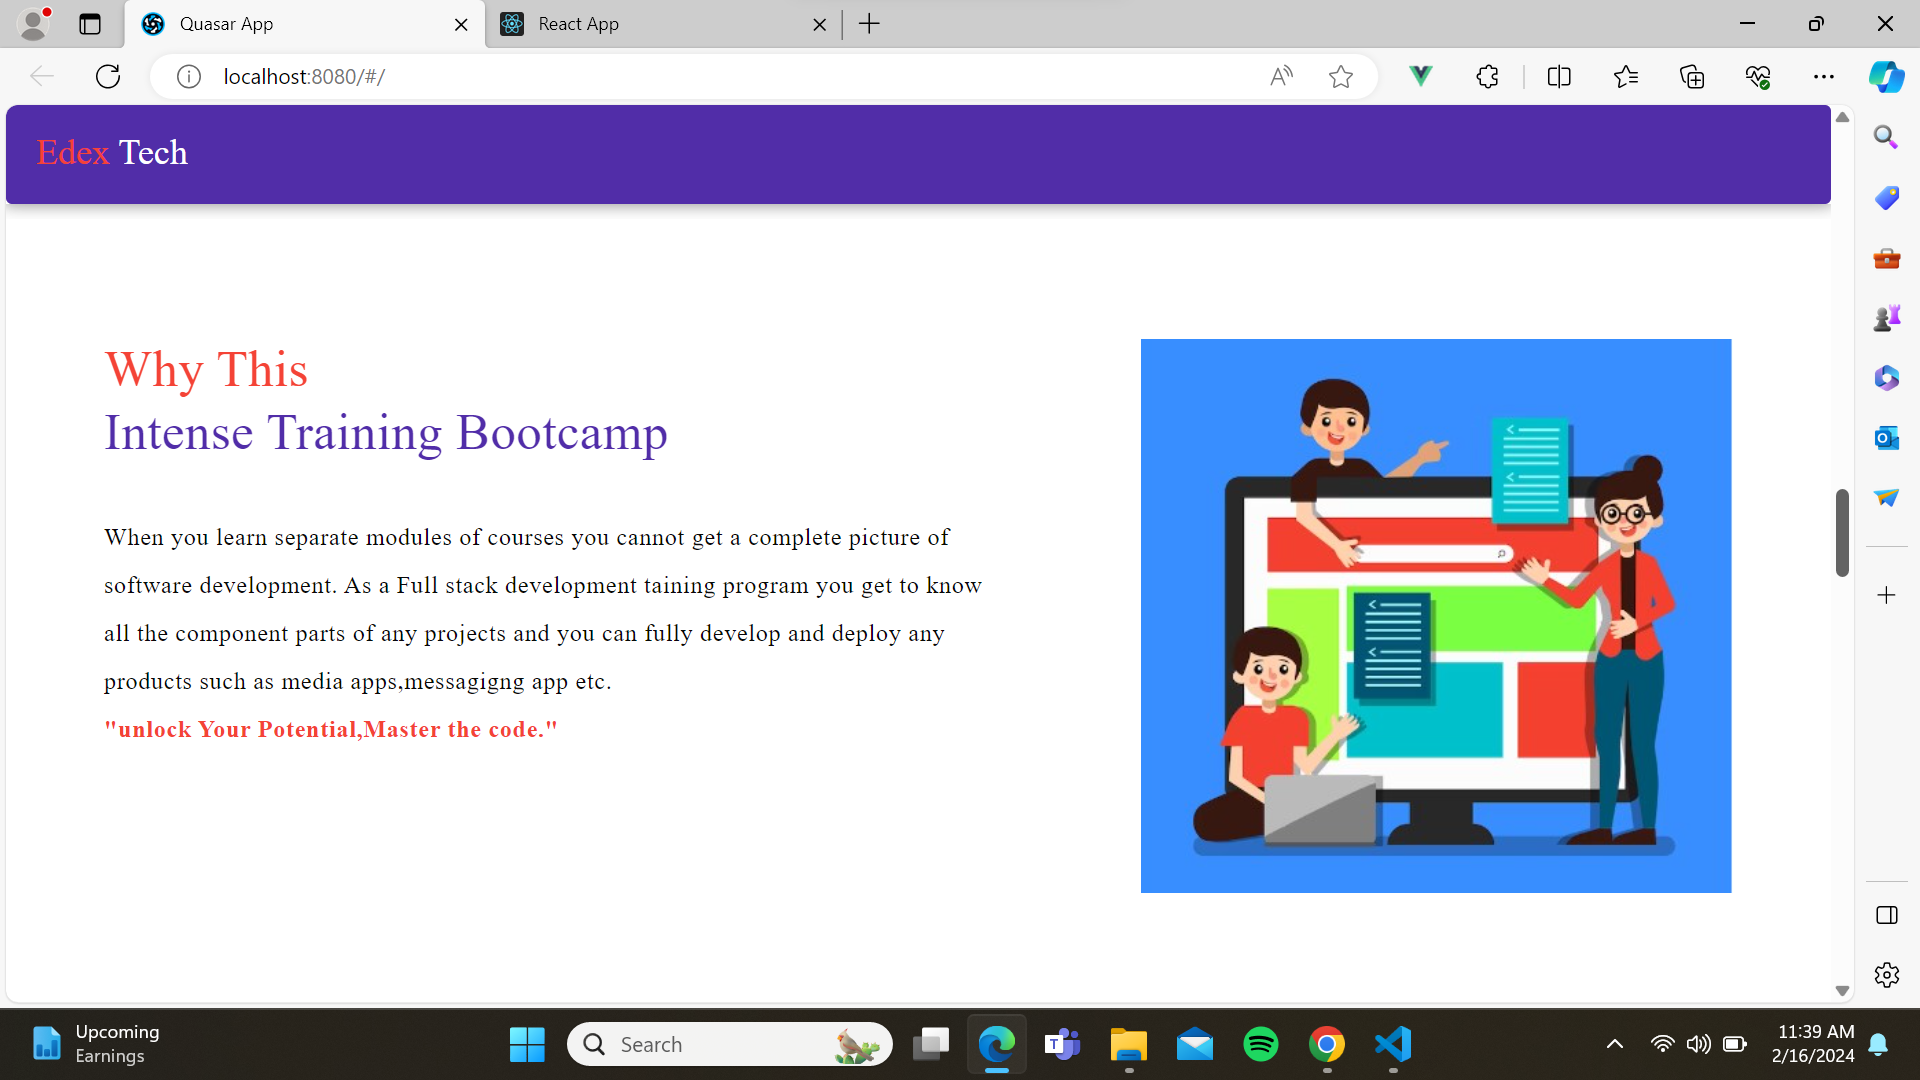 Quasar App
React App
localhost:8080/#/
Edex Tech
Why This
Intense Training Bootcamp
When you learn separate modules of courses you cannot get a complete picture of
software development. As a Full stack development taining program you get to know
all the component parts of any projects and you can fully develop and deploy any
products such as media apps,messagigng app etc.
"unlock Your Potential,Master the code."
Upcoming
Earnings
Search
11:39 AM
2/16/2024